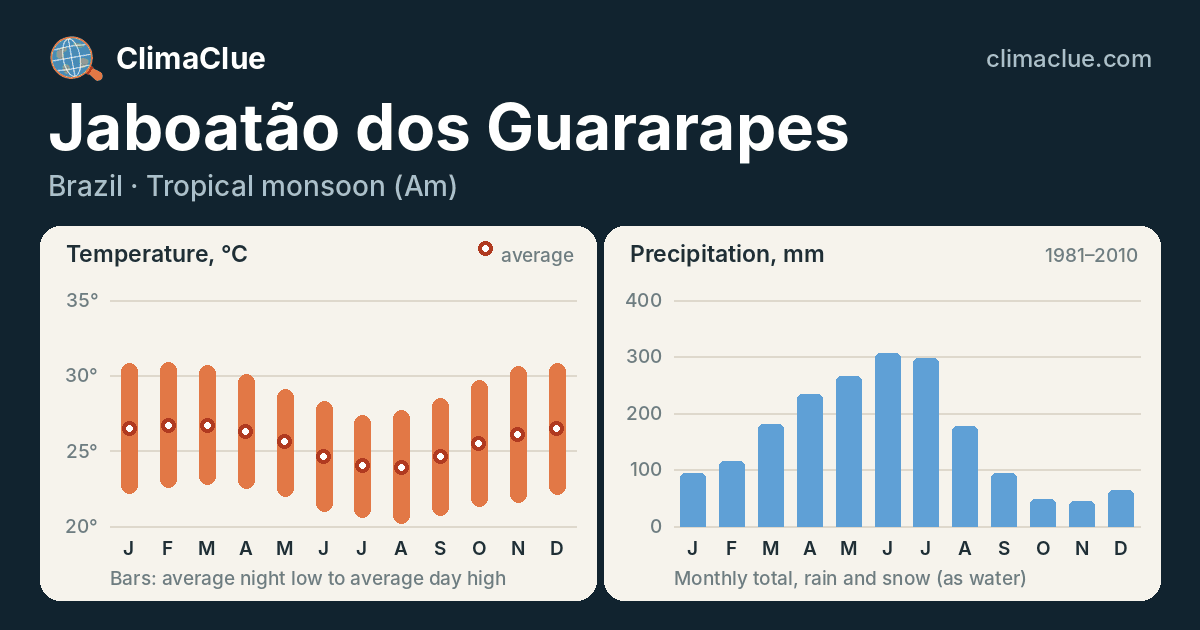 ClimaClue
climaclue.com
Jaboatão dos Guararapes
Brazil · Tropical monsoon (Am)
Temperature, °C
average
35°
30°
25°
20°
J F M A M J J A S O N D
Bars: average night low to average day high
Precipitation, mm
1981–2010
400
300
200
100
0
J F M A M J J A S O N D
Monthly total, rain and snow (as water)